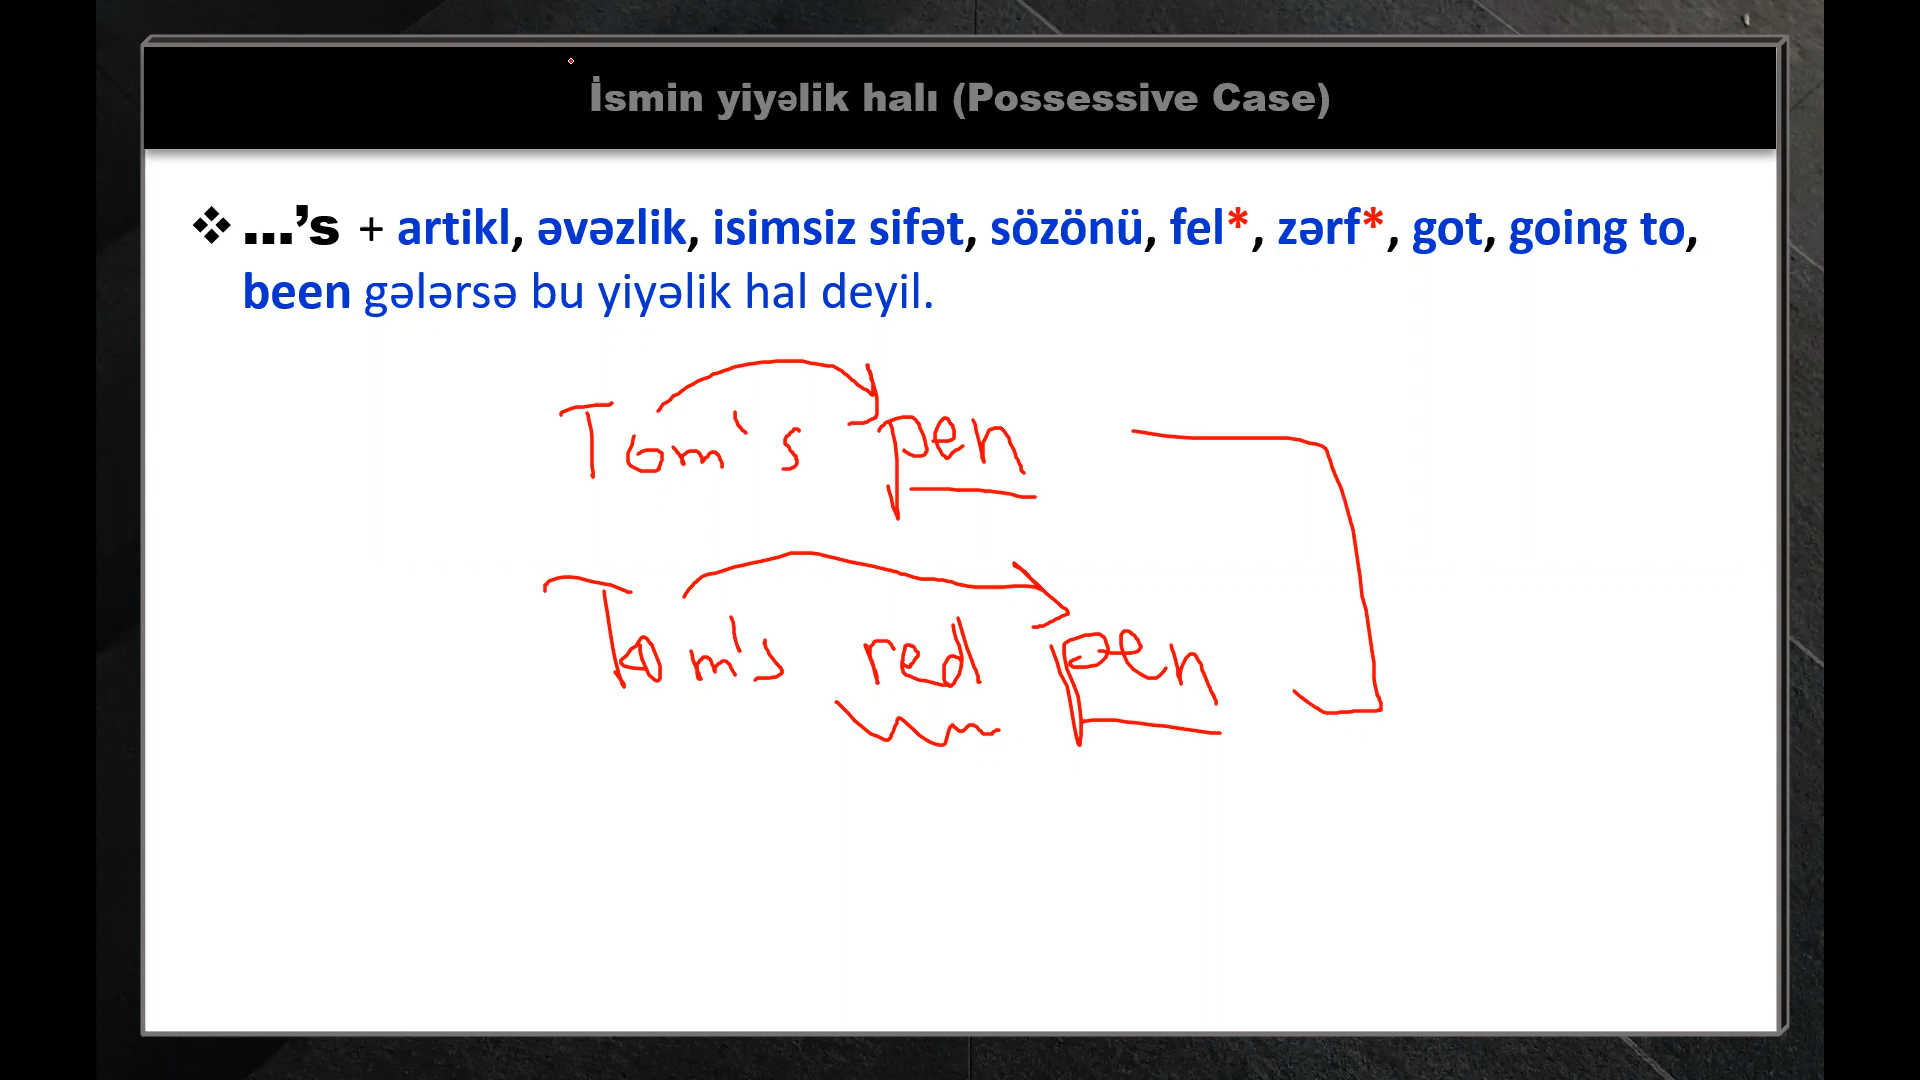 İsmin yiyəlik halı (Possessive Case)
❖ ...’s + artikl, əvəzlik, isimsiz sifət, sözönü, fel*, zərf*, got, going to,
been gələrsə bu yiyəlik hal deyil.
Tom's pen
Tom's red pen